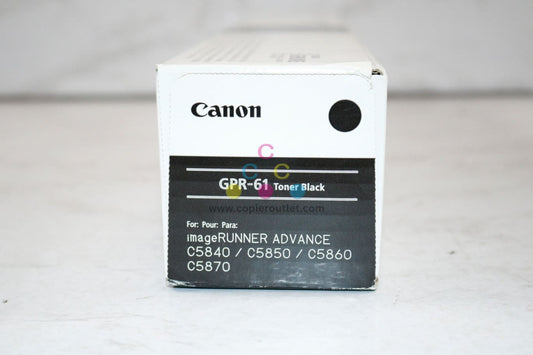 Canon
GPR-61 Toner Black
www.copieroutlet.com
For: Pour: Para:
imageRUNNER ADVANCE
C5840 / C5850 / C5860
C5870
C
C C